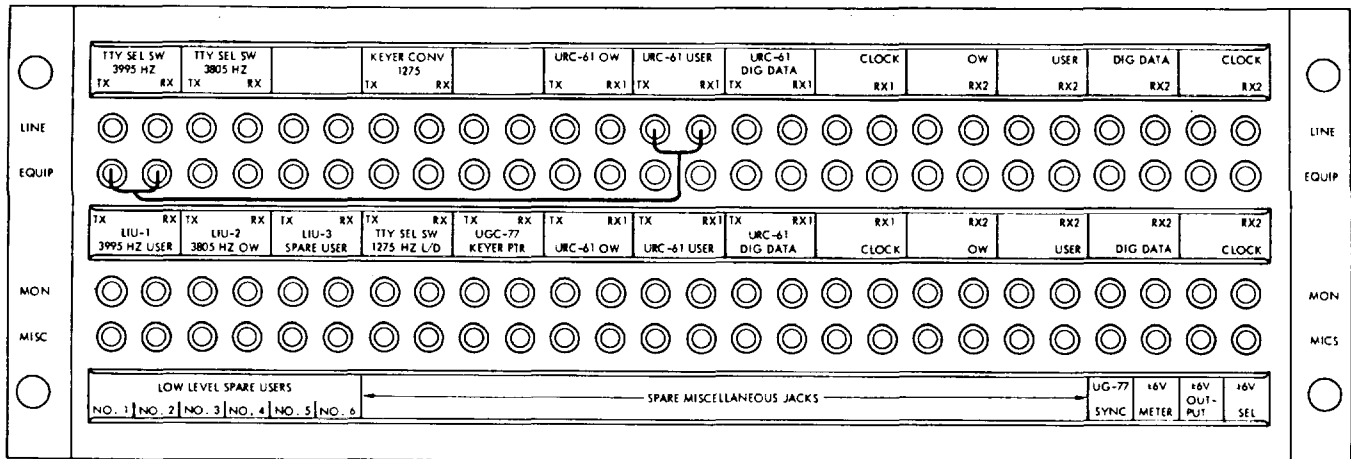 TTY SEL SW TTY SEL SW KEYER CONV URC-61 OW URC-61 USER URC-61 CLOCK OW USER DIG DATA CLOCK
3995 HZ 3805 HZ 1275 DIG DATA
TX RX TX RX TX RX TX RX1 TX RX1 TX RX1 RX1 RX2 RX2 RX2 RX2
LINE LINE
EQUIP EQUIP
TX RX TX RX TX RX TX RX TX RX TX RX1 TX RX1 TX RX1 RX1 RX2 RX2 RX2 RX2
LIU-1 LIU-2 LIU-3 TTY SEL SW UGC-77 URC-61
3995 HZ USER 3805 HZ OW SPARE USER 1275 HZ L/D KEYER PTR URC-61 OW URC-61 USER DIG DATA CLOCK OW USER DIG DATA CLOCK
MON MON
MISC MICS
LOW LEVEL SPARE USERS SPARE MISCELLANEOUS JACKS UG-77 ±6V ±6V ±6V
OUT-
NO. 1 NO. 2 NO. 3 NO. 4 NO. 5 NO. 6 SYNC METER PUT SEL